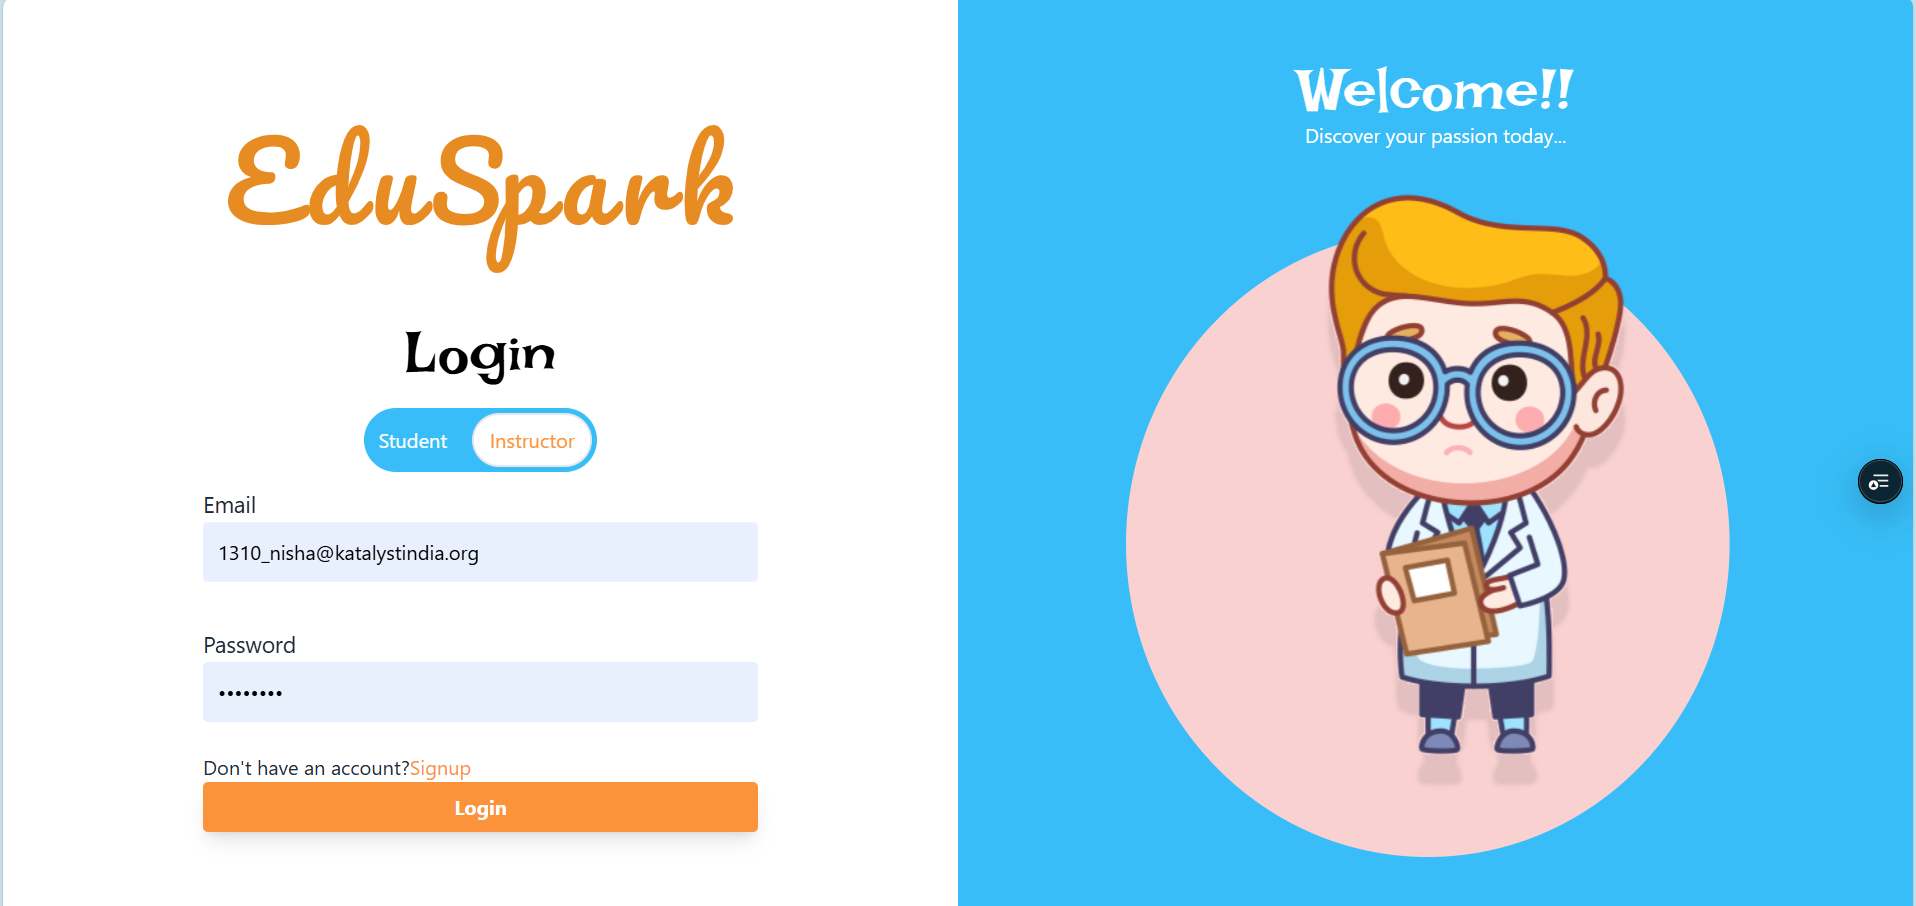 EduSpark
Login
Student Instructor
Email
1310_nisha@katalystindia.org
Password
••••••••
Don't have an account?Signup
Login
Welcome!!
Discover your passion today...